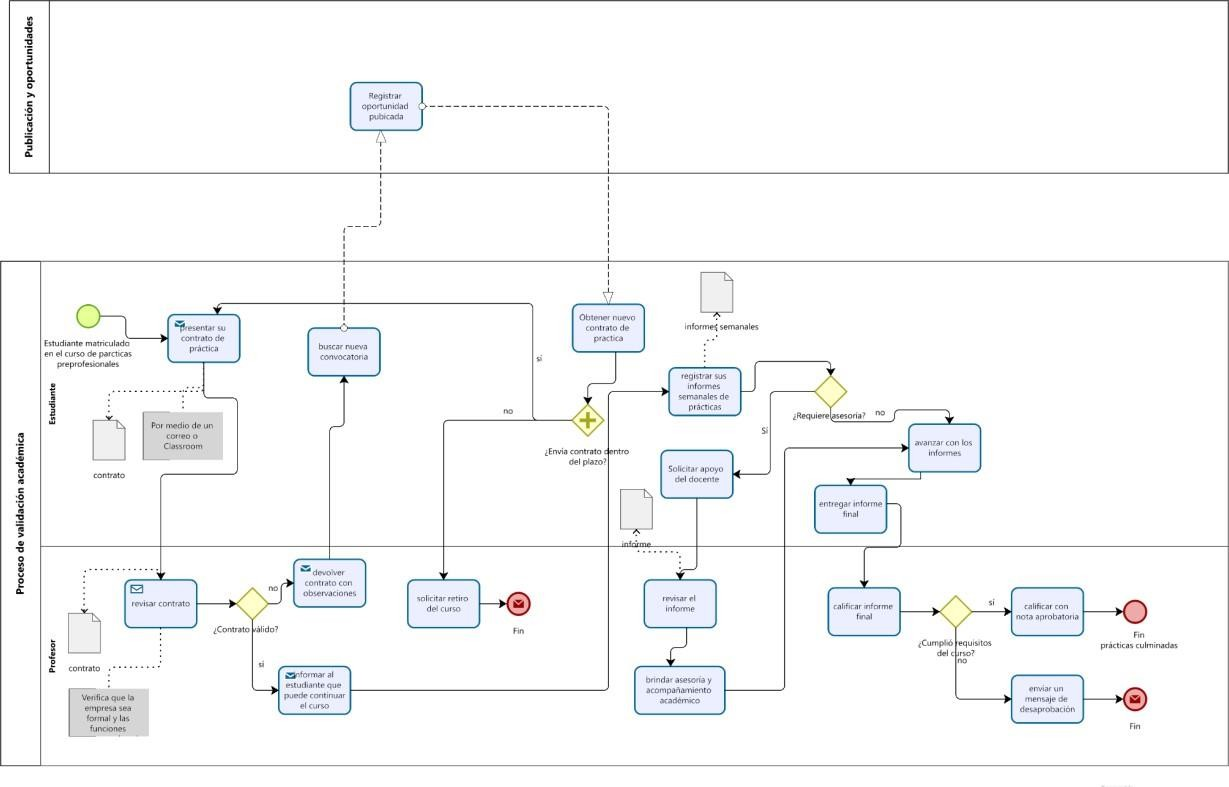 Publicación y oportunidades
Registrar
oportunidad
pubicada
Proceso de validación académica
Estudiante
Estudiante matriculado
en el curso de parcticas
preprofesionales
presentar su
contrato de
práctica
contrato
Por medio de un
correo o
Classroom
buscar nueva
convocatoria
Obtener nuevo
contrato de
practica
sí
no
¿Envía contrato dentro
del plazo?
informes semanales
registrar sus
informes
semanales de
prácticas
¿Requiere asesoría?
no
Sí
avanzar con los
informes
Solicitar apoyo
del docente
entregar informe
final
informe
Profesor
revisar contrato
contrato
Verifica que la
empresa sea
formal y las
funciones
¿Contrato válido?
no
si
devolver
contrato con
observaciones
informar al
estudiante que
puede continuar
el curso
solicitar retiro
del curso
Fin
revisar el
informe
brindar asesoría y
acompañamiento
académico
calificar informe
final
¿Cumplió requisitos
del curso?
sí
no
calificar con
nota aprobatoria
Fin
prácticas culminadas
enviar un
mensaje de
desaprobación
Fin